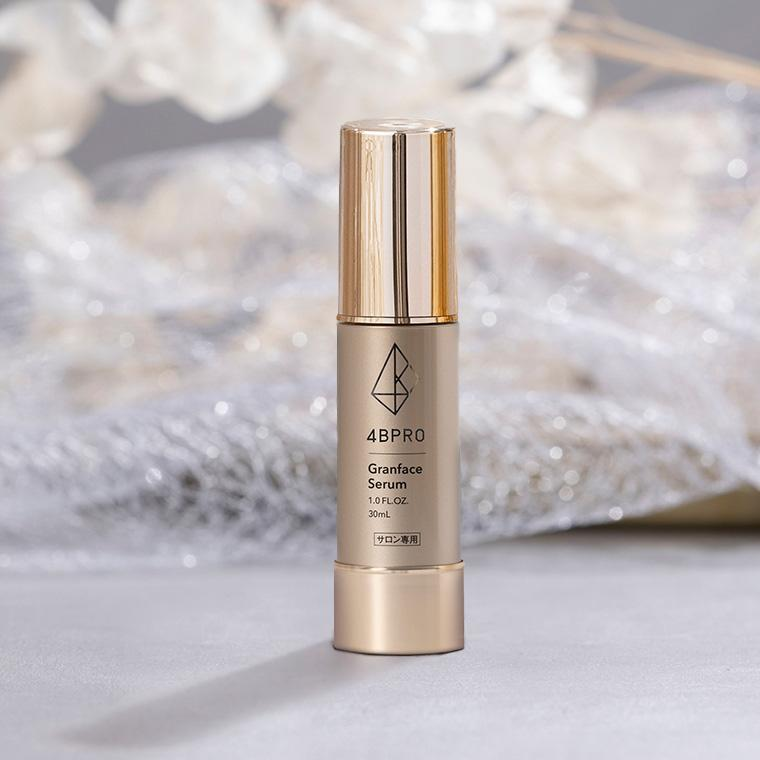 4BPRO
Granface
Serum
1.0 FL.OZ.
30mL
サロン専用